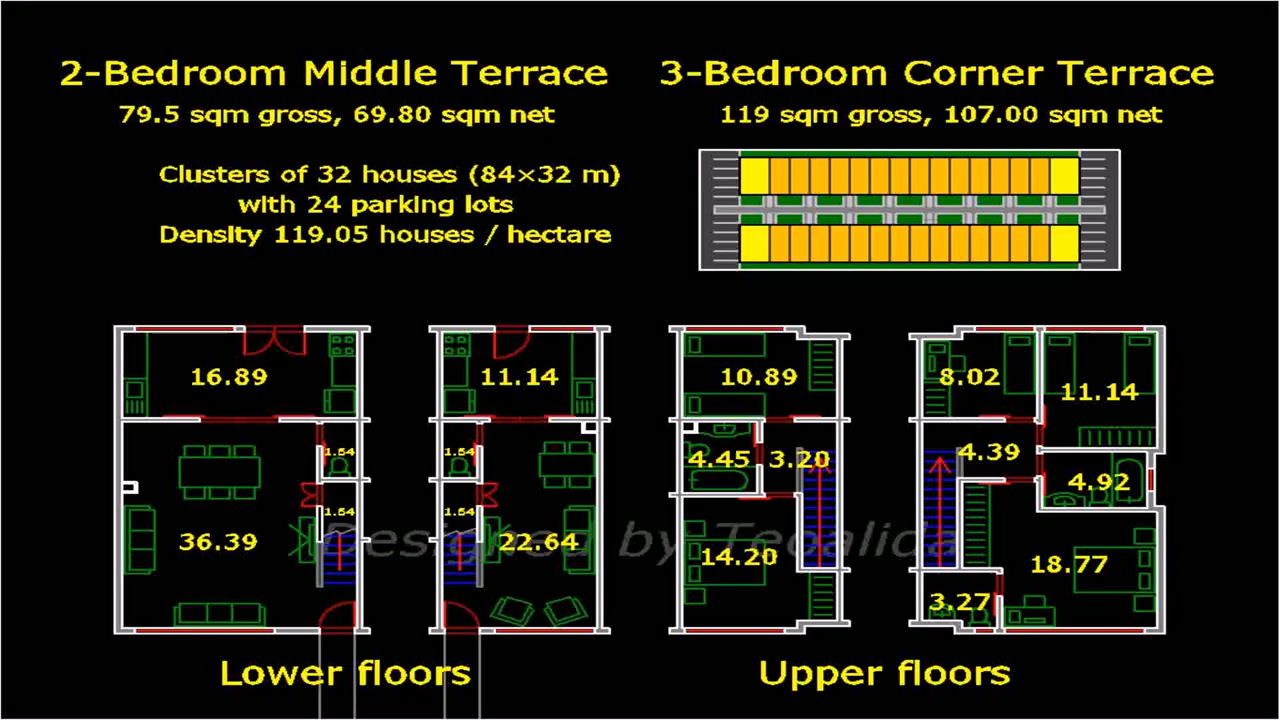 2-Bedroom Middle Terrace
79.5 sqm gross, 69.80 sqm net
3-Bedroom Corner Terrace
119 sqm gross, 107.00 sqm net
Clusters of 32 houses (84×32 m)
with 24 parking lots
Density 119.05 houses / hectare
16.89
11.14
10.89
8.02
11.14
1.54
1.54
4.45
3.20
4.39
4.92
1.54
1.54
36.39
22.64
14.20
18.77
3.27
Designed by Teoalida
Lower floors
Upper floors